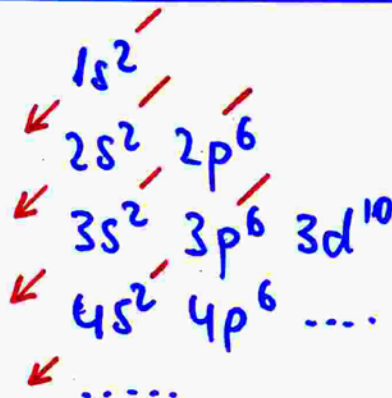 1s²
2s² 2p⁶
3s² 3p⁶ 3d¹⁰
4s² 4p⁶ ....
.....